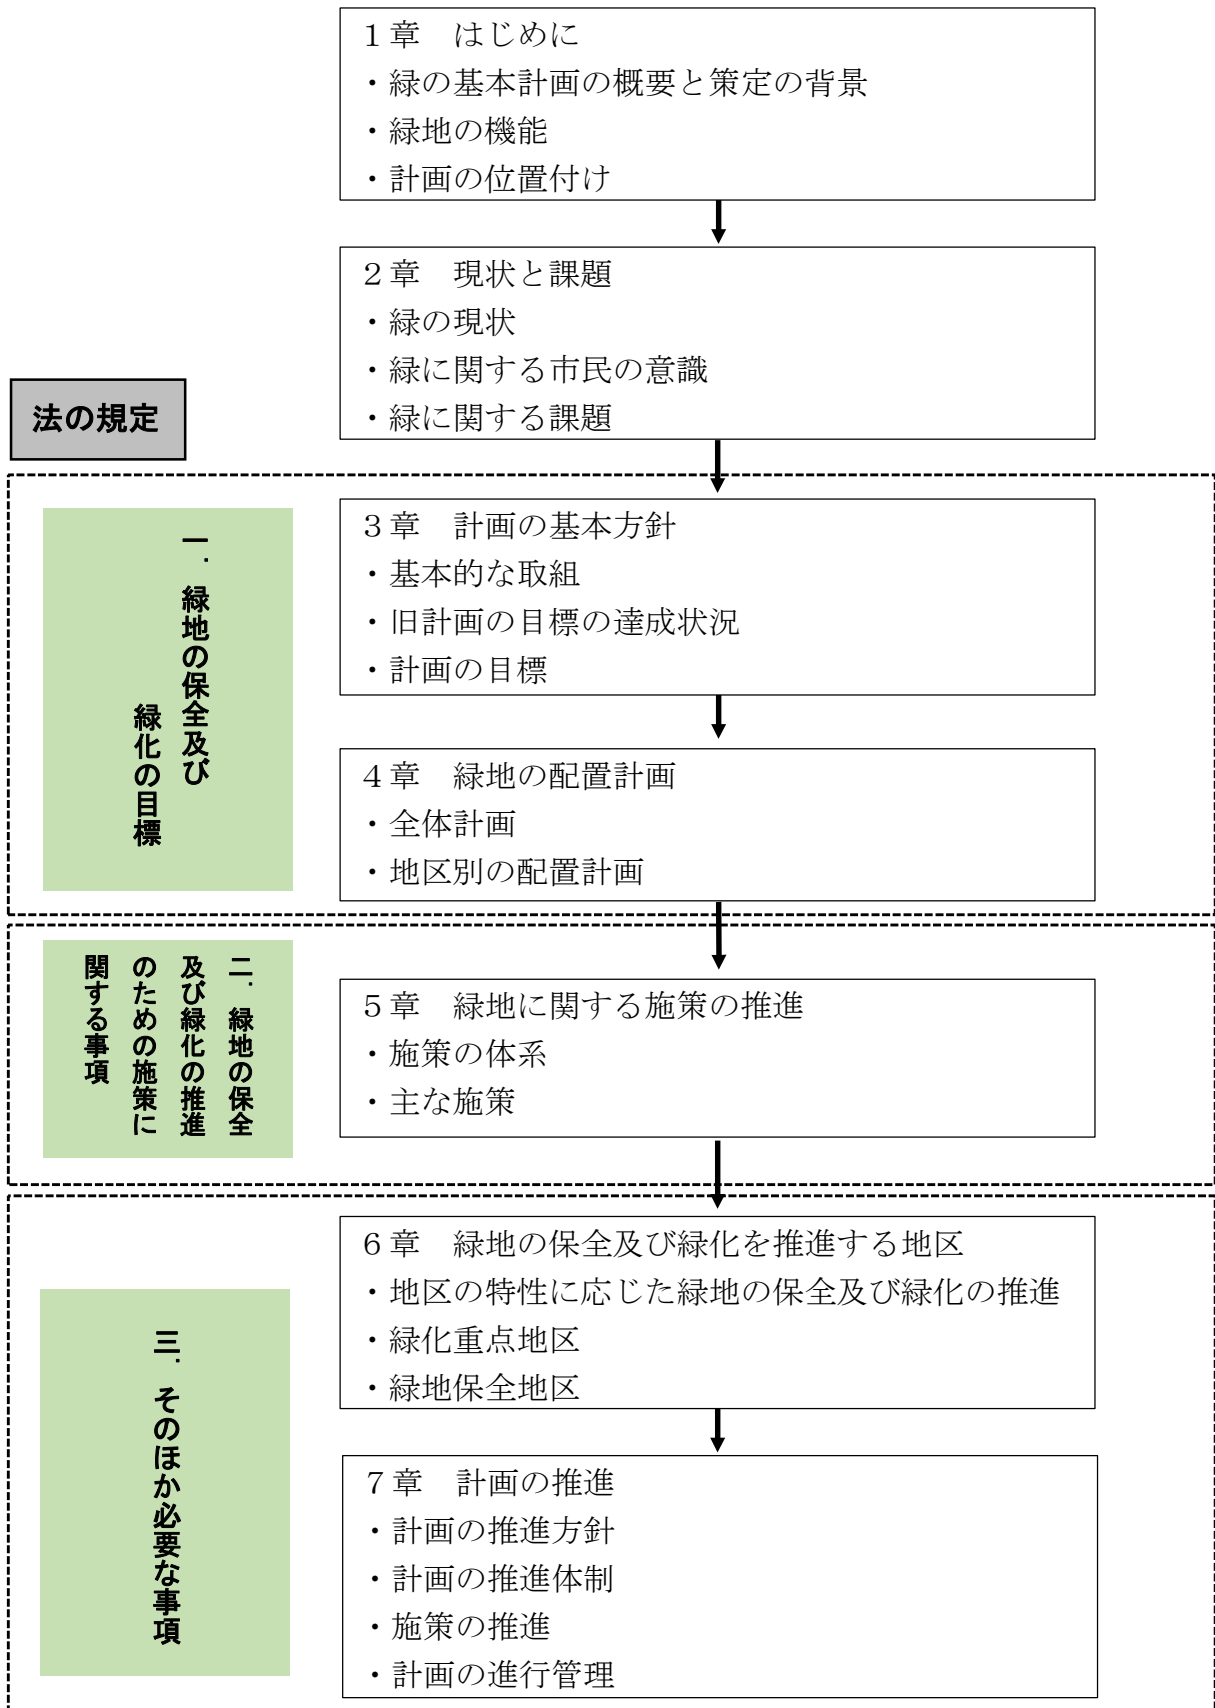 １章　はじめに
・緑の基本計画の概要と策定の背景
・緑地の機能
・計画の位置付け
２章　現状と課題
・緑の現状
・緑に関する市民の意識
・緑に関する課題
法の規定
一．緑地の保全及び
緑化の目標
３章　計画の基本方針
・基本的な取組
・旧計画の目標の達成状況
・計画の目標
４章　緑地の配置計画
・全体計画
・地区別の配置計画
二．緑地の保全
及び緑化の推進
のための施策に
関する事項
５章　緑地に関する施策の推進
・施策の体系
・主な施策
三．そのほか必要な事項
６章　緑地の保全及び緑化を推進する地区
・地区の特性に応じた緑地の保全及び緑化の推進
・緑化重点地区
・緑地保全地区
７章　計画の推進
・計画の推進方針
・計画の推進体制
・施策の推進
・計画の進行管理